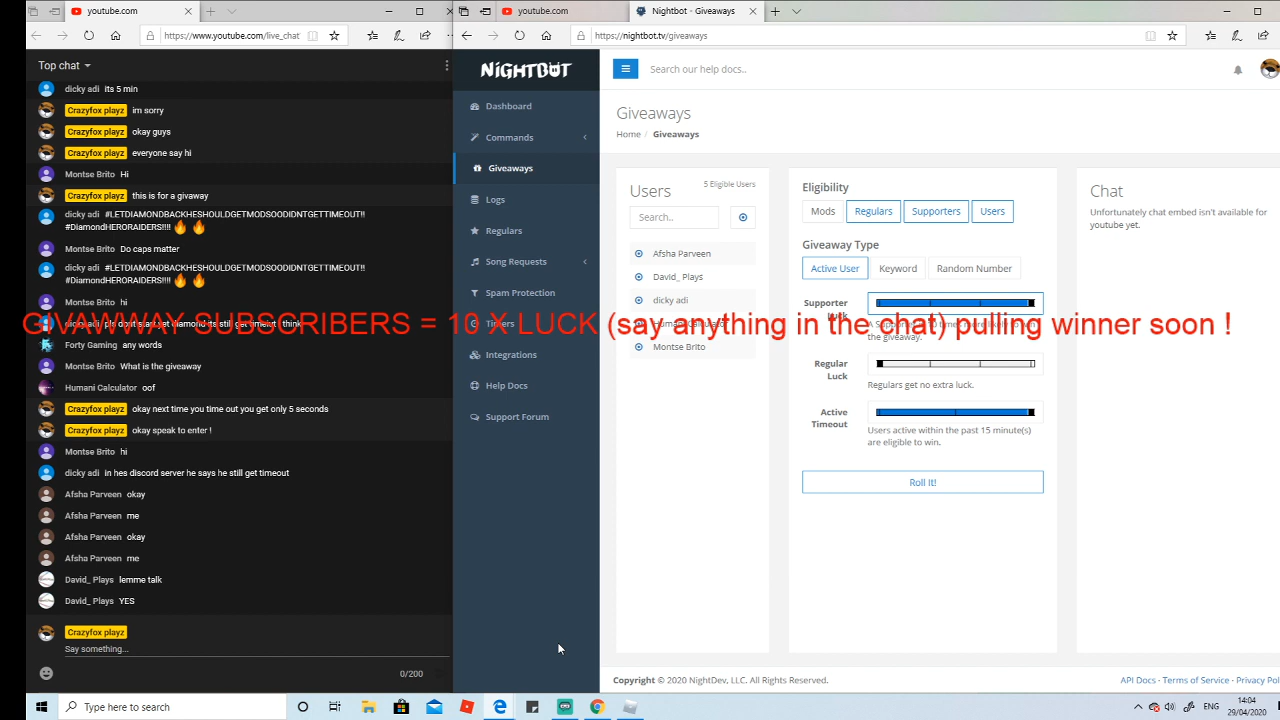 youtube.com
youtube.com
Nightbot - Giveaways
https://www.youtube.com/live_chat
https://nightbot.tv/giveaways
Top chat
dicky adi its 5 min
Crazyfox playz im sorry
Crazyfox playz okay guys
Crazyfox playz everyone say hi
Montse Brito Hi
Crazyfox playz this is for a givaway
dicky adi #LETDIAMONDBACKHESHOULDGETMODSOODIDNTGETTIMEOUT!!
#DiamondHERORAIDERS!!!! 🔥 🔥
Montse Brito Do caps matter
dicky adi #LETDIAMONDBACKHESHOULDGETMODSOODIDNTGETTIMEOUT!!
#DiamondHERORAIDERS!!!! 🔥 🔥
Montse Brito hi
GIVAWWAY SUBSCRIBERS = 10 X LUCK (say anything in the chat) pulling winner soon !
Forty Gaming any words
Montse Brito What is the giveaway
Humani Calculator oof
Crazyfox playz okay next time you time out you get only 5 seconds
Crazyfox playz okay speak to enter !
Montse Brito hi
dicky adi in hes discord server he says he still get timeout
Afsha Parveen okay
Afsha Parveen me
Afsha Parveen okay
Afsha Parveen me
David_ Plays lemme talk
David_ Plays YES
Crazyfox playz
Say something...
0/200
NIGHTBOT
Dashboard
Commands
Giveaways
Logs
Regulars
Song Requests
Spam Protection
Timers
Integrations
Help Docs
Support Forum
Search our help docs..
Giveaways
Home / Giveaways
Users
5 Eligible Users
Search..
Afsha Parveen
David_ Plays
dicky adi
Montse Brito
Eligibility
Mods Regulars Supporters Users
Giveaway Type
Active User Keyword Random Number
Supporter
Luck
the giveaway.
Regular
Luck
Regulars get no extra luck.
Active
Timeout
Users active within the past 15 minute(s)
are eligible to win.
Roll It!
Chat
Unfortunately chat embed isn't available for
youtube yet.
Copyright © 2020 NightDev, LLC. All Rights Reserved.
API Docs - Terms of Service - Privacy Pol
Type here to search
ENG
14:04
29/04/2020